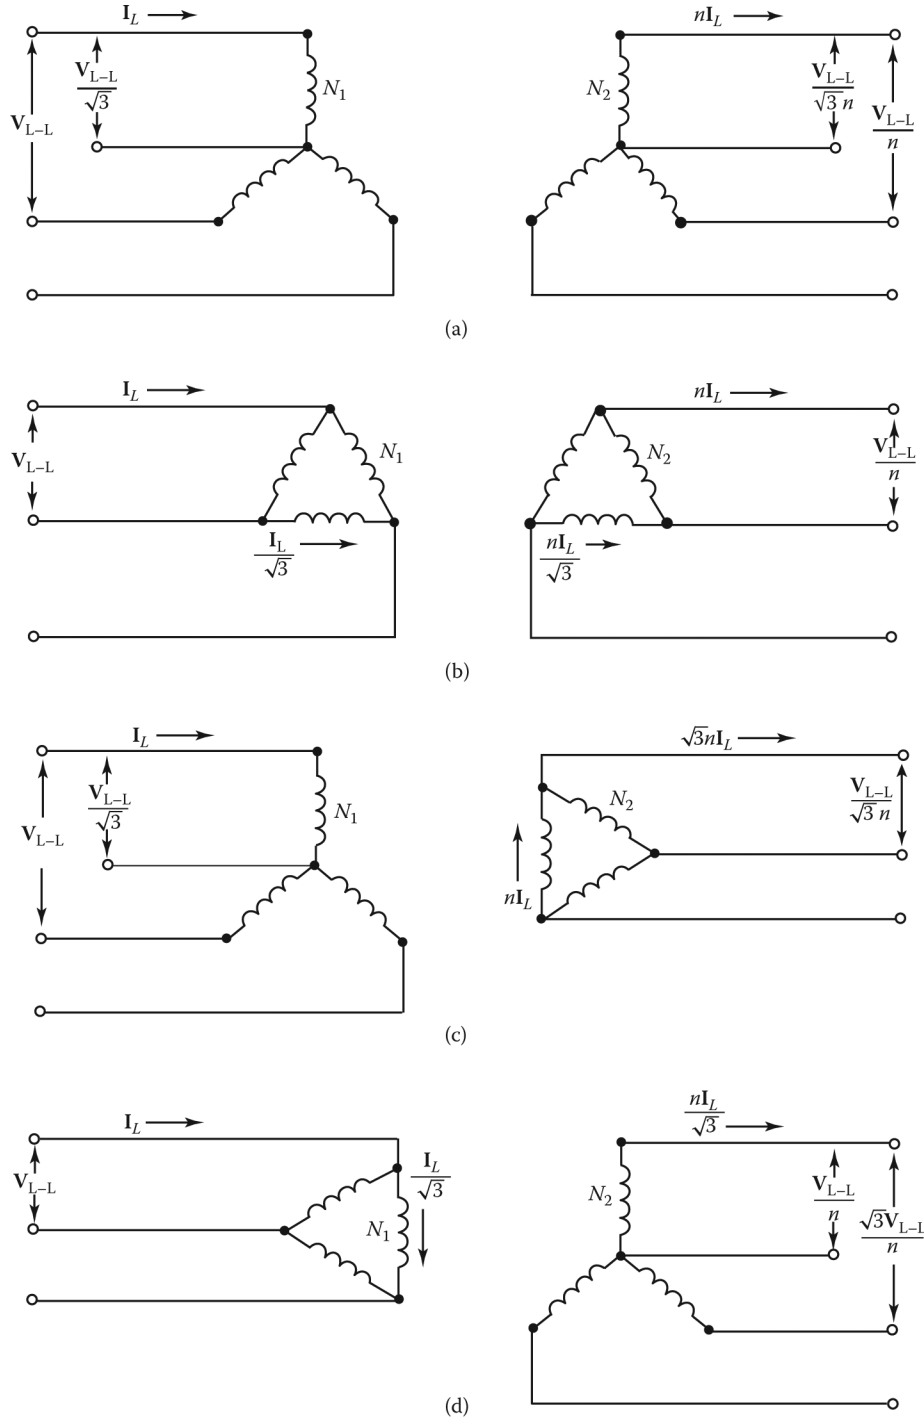 I_L nI_L
V_L–L/√3 N_1 N_2 V_L–L/√3 n
V_L–L V_L–L/n
(a)
I_L nI_L
V_L–L N_1 N_2 V_L–L/n
I_L/√3 nI_L/√3
(b)
I_L √3nI_L
V_L–L/√3 N_1 N_2 V_L–L/√3 n
V_L–L nI_L
(c)
I_L nI_L/√3
V_L–L I_L/√3 V_L–L/n
N_1 N_2 √3V_L–L/n
(d)